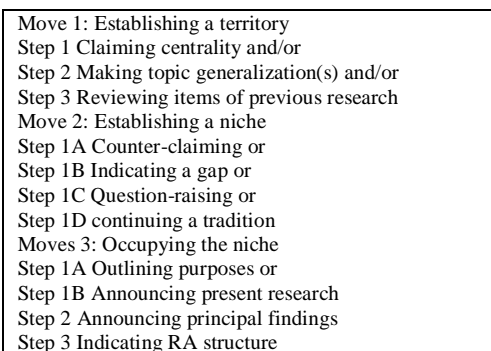 Move 1: Establishing a territory
Step 1 Claiming centrality and/or
Step 2 Making topic generalization(s) and/or
Step 3 Reviewing items of previous research
Move 2: Establishing a niche
Step 1A Counter-claiming or
Step 1B Indicating a gap or
Step 1C Question-raising or
Step 1D continuing a tradition
Moves 3: Occupying the niche
Step 1A Outlining purposes or
Step 1B Announcing present research
Step 2 Announcing principal findings
Step 3 Indicating RA structure